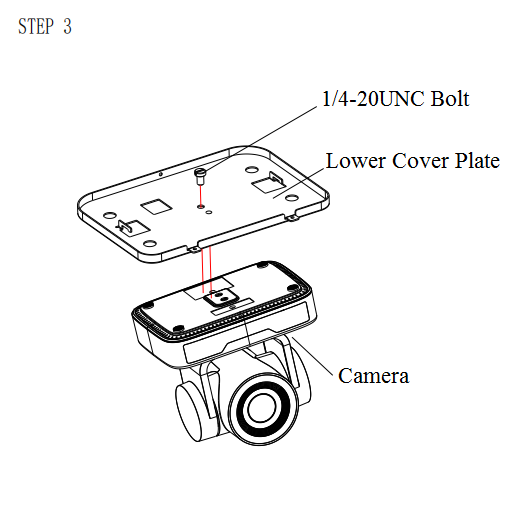 STEP 3
1/4-20UNC Bolt
Lower Cover Plate
Camera